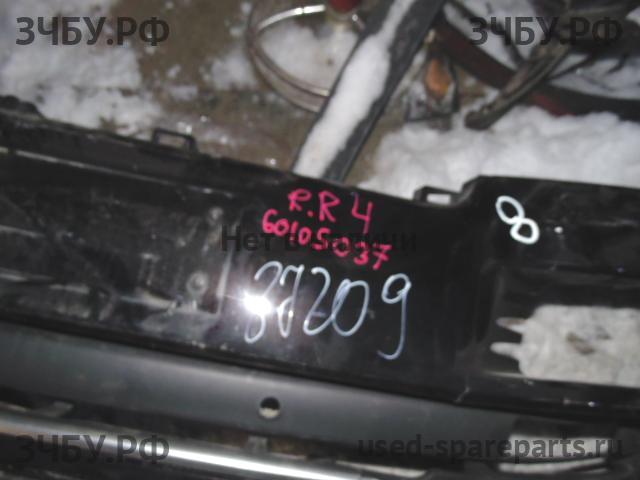 ЗЧБУ.РФ
ЗЧБУ.РФ
R.R 4
60105037
Нет в наличии
37209
8
ЗЧБУ.РФ
used-spareparts.ru